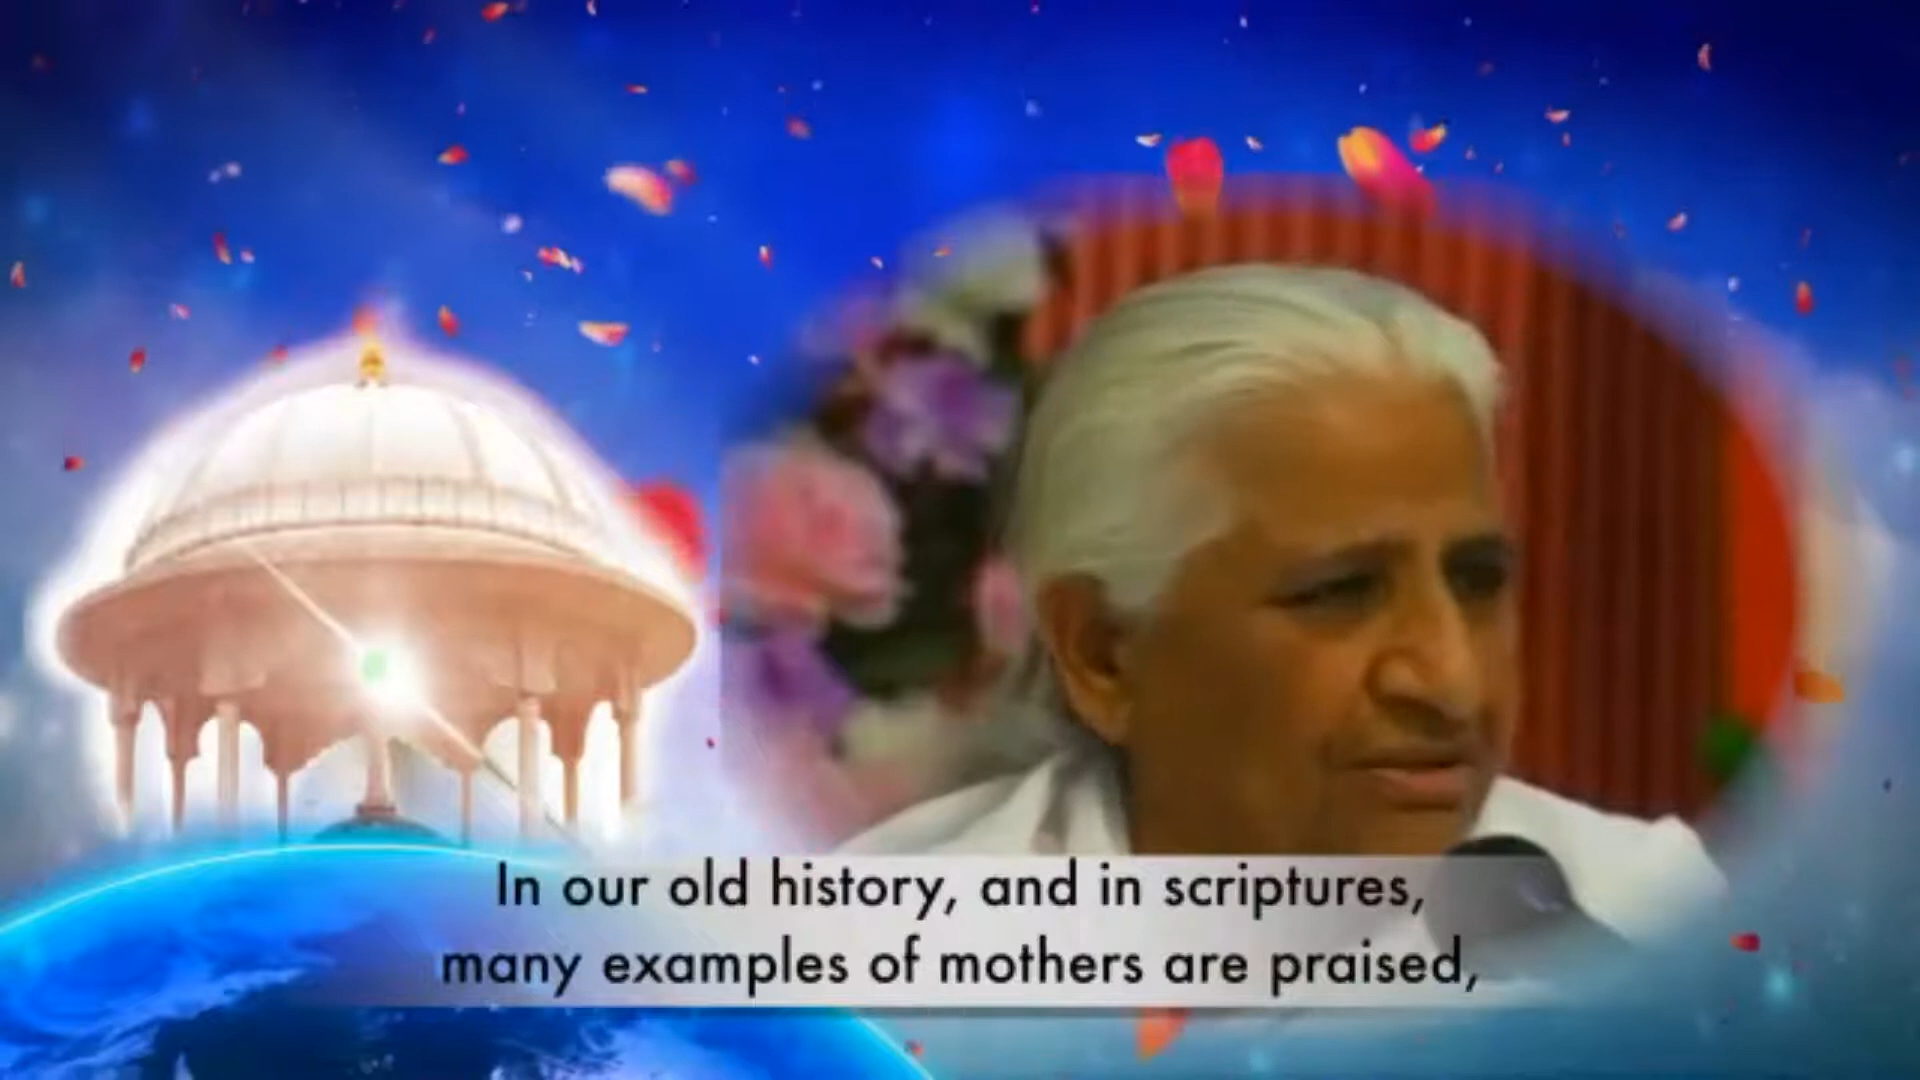 In our old history, and in scriptures,
many examples of mothers are praised,